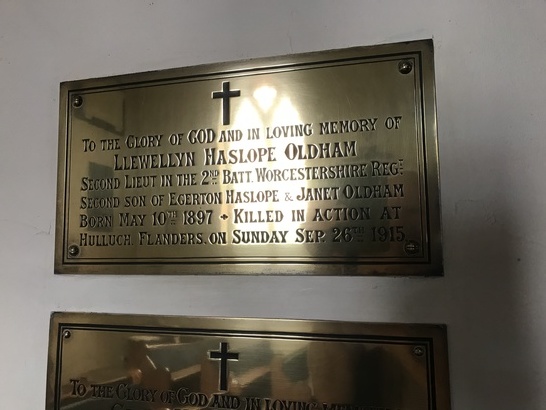 To the Glory of GOD and in loving memory of
Llewellyn Haslope Oldham
Second Lieut in the 2ND Batt. Worcestershire Regt
Second son of Egerton Haslope & Janet Oldham
Born May 10TH 1897 + Killed in action at
Hulluch, Flanders, on Sunday Sep. 26TH 1915.
To the Glory of God and in loving